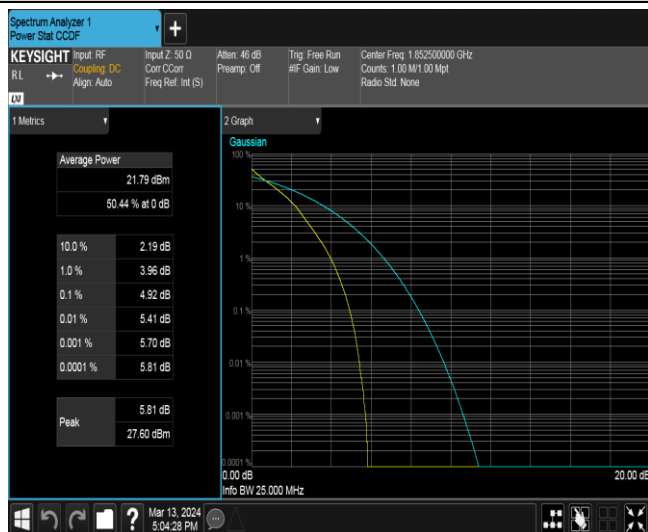 Spectrum Analyzer 1
Power Stat CCDF
+
KEYSIGHT
RL
LXI
Input: RF
Coupling: DC
Align: Auto
Input Z: 50 Ω
Corr CCorr
Freq Ref: Int (S)
Atten: 46 dB
Preamp: Off
Trig: Free Run
#IF Gain: Low
Center Freq: 1.852500000 GHz
Counts: 1.00 M/1.00 Mpt
Radio Std: None
1 Metrics
Average Power
21.79 dBm
50.44 % at 0 dB
10.0 % 2.19 dB
1.0 % 3.96 dB
0.1 % 4.92 dB
0.01 % 5.41 dB
0.001 % 5.70 dB
0.0001 % 5.81 dB
Peak
5.81 dB
27.60 dBm
2 Graph
Gaussian
100 %
10 %
1 %
0.1 %
0.01 %
0.001 %
0.0001 %
0.00 dB
20.00 dB
Info BW 25.000 MHz
?
Mar 13, 2024
5:04:28 PM